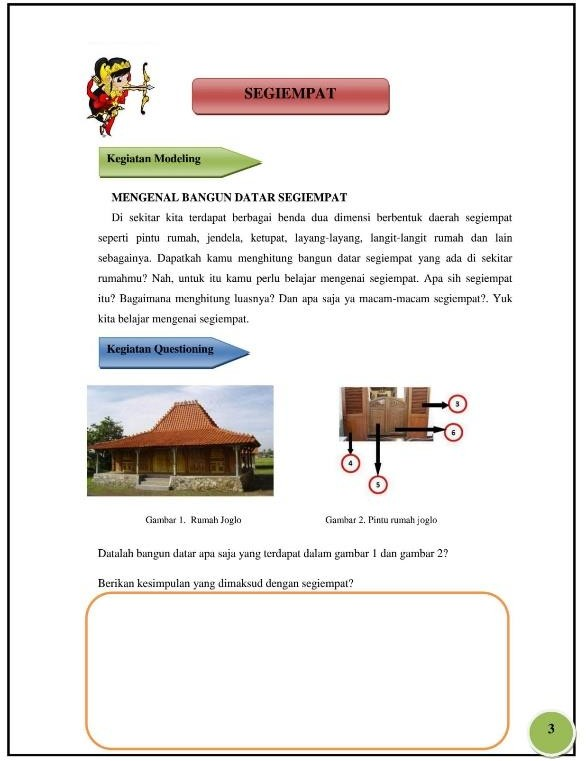 SEGIEMPAT
Kegiatan Modeling
MENGENAL BANGUN DATAR SEGIEMPAT
Di sekitar kita terdapat berbagai benda dua dimensi berbentuk daerah segiempat
seperti pintu rumah, jendela, ketupat, layang-layang, langit-langit rumah dan lain
sebagainya. Dapatkah kamu menghitung bangun datar segiempat yang ada di sekitar
rumahmu? Nah, untuk itu kamu perlu belajar mengenai segiempat. Apa sih segiempat
itu? Bagaimana menghitung luasnya? Dan apa saja ya macam-macam segiempat?. Yuk
kita belajar mengenai segiempat.
Kegiatan Questioning
3
6
4
5
Gambar 1. Rumah Joglo
Gambar 2. Pintu rumah joglo
Datalah bangun datar apa saja yang terdapat dalam gambar 1 dan gambar 2?
Berikan kesimpulan yang dimaksud dengan segiempat?
3